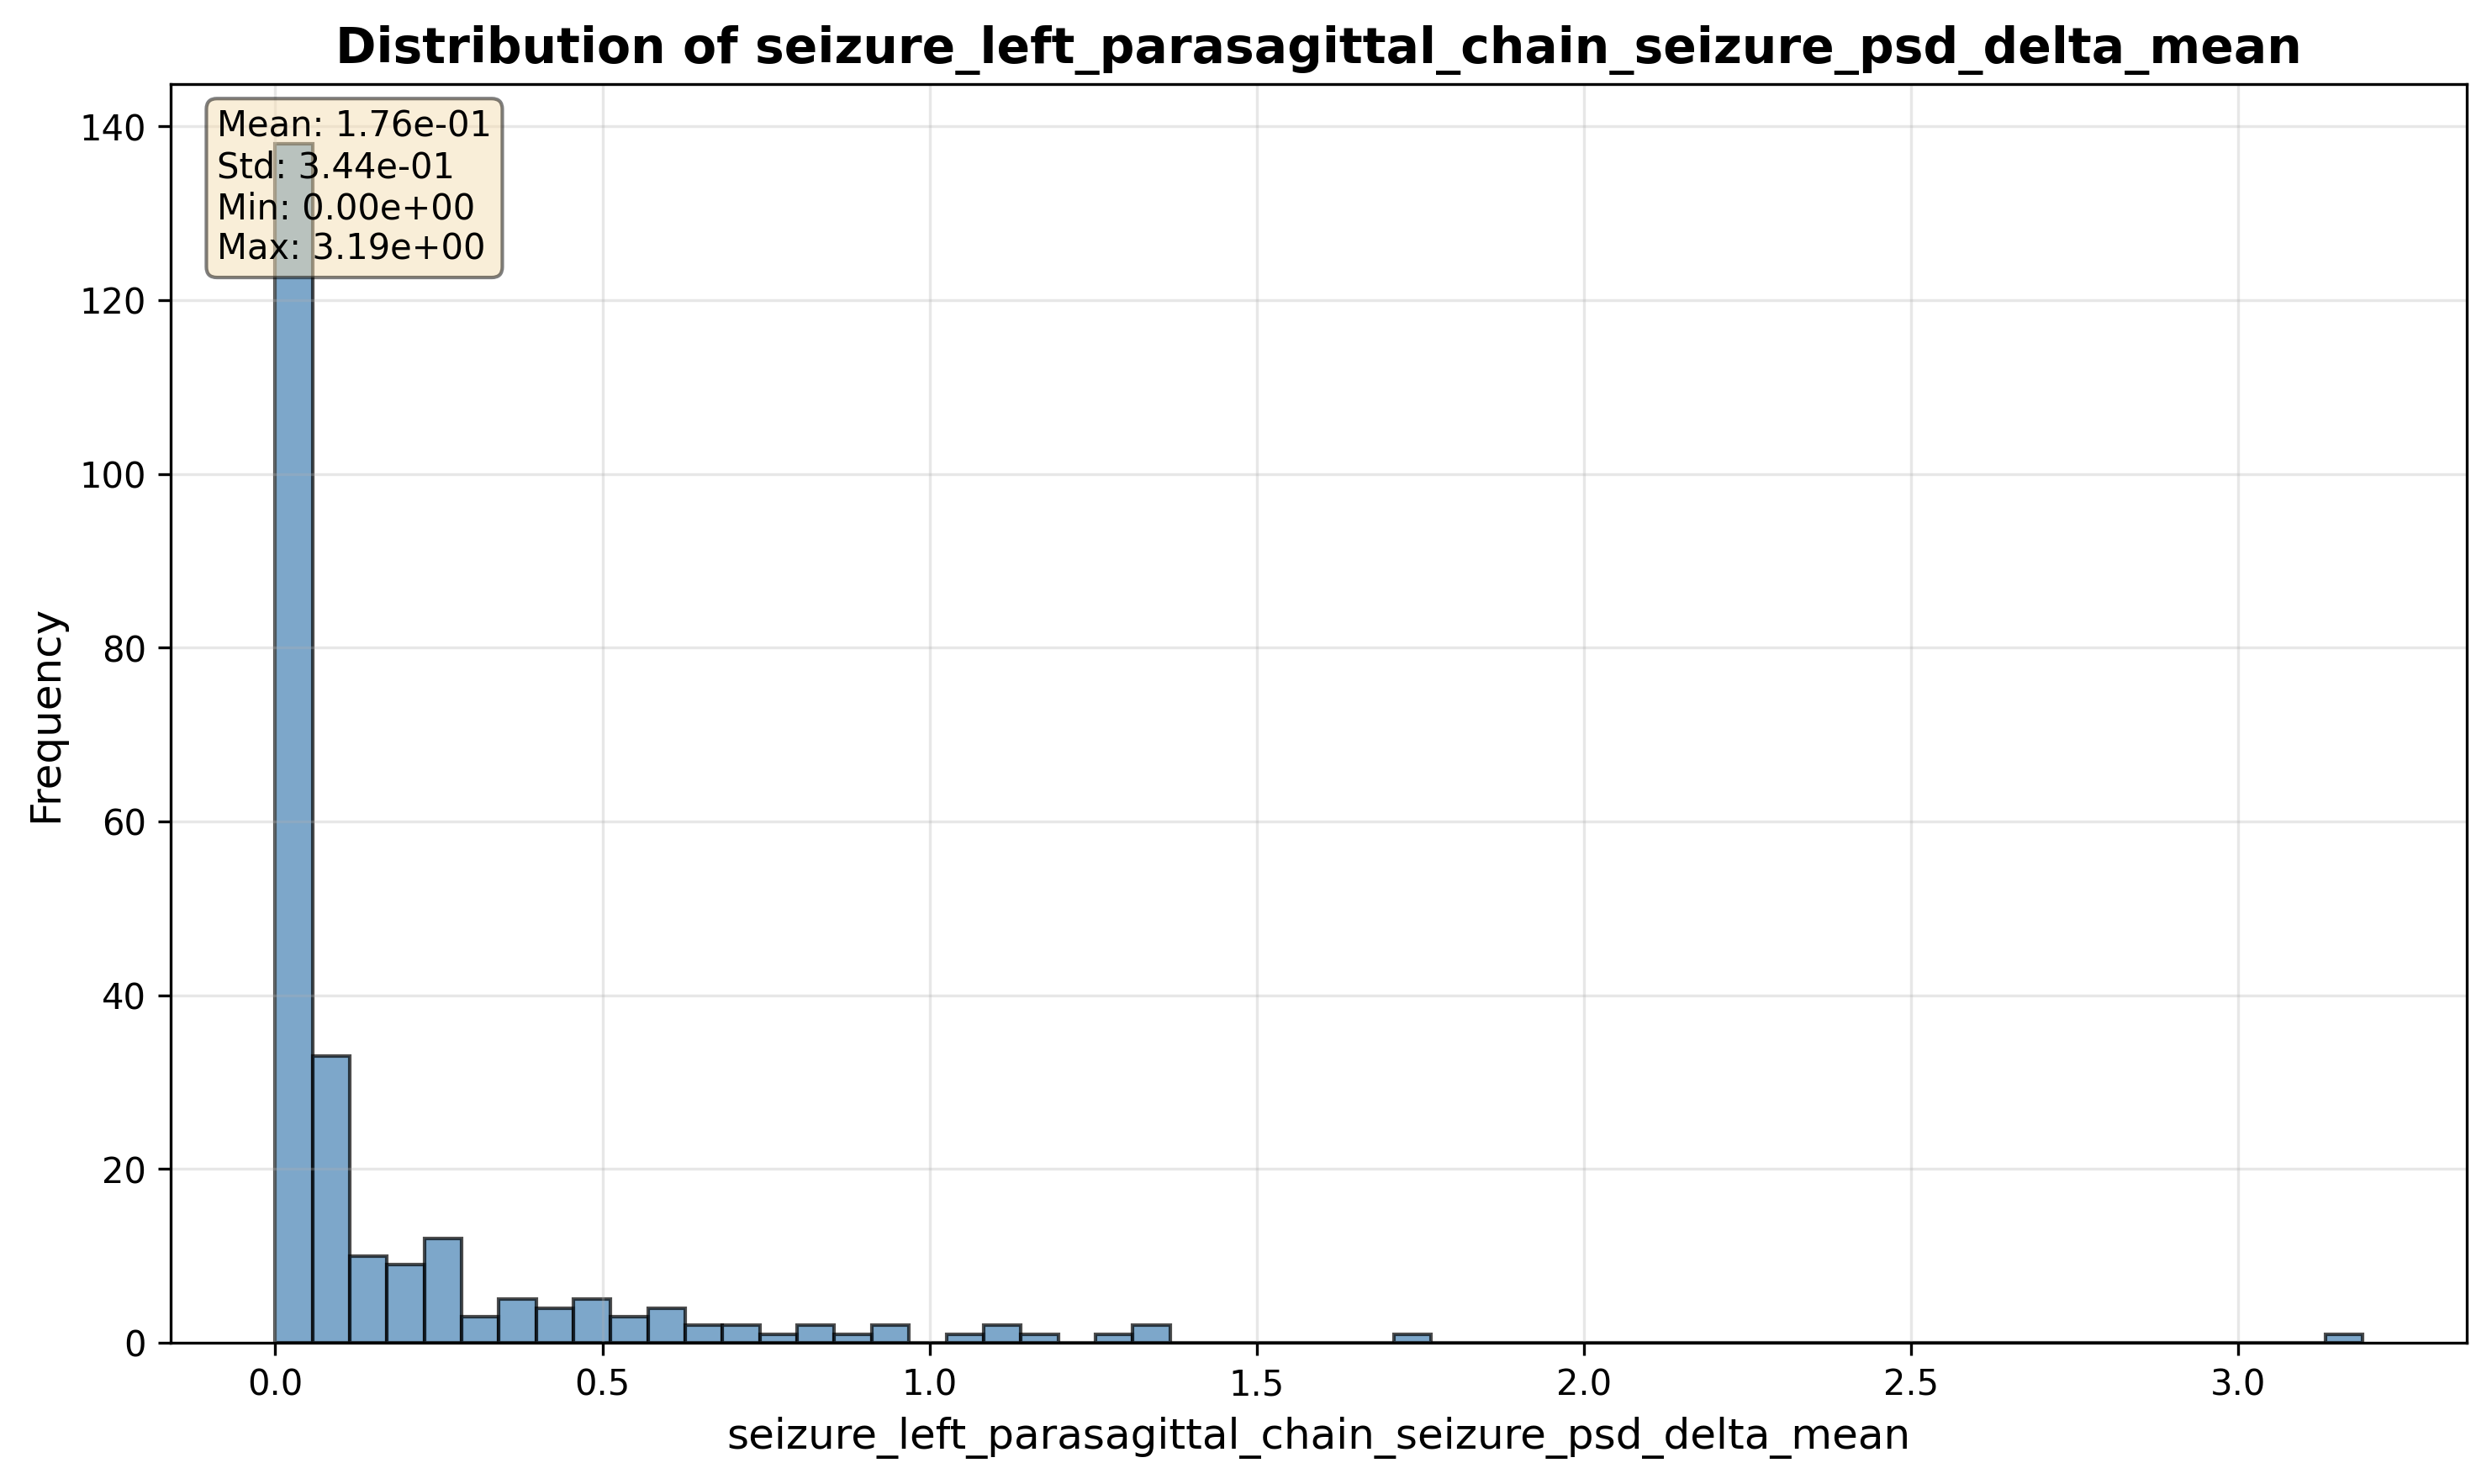 Distribution of seizure_left_parasagittal_chain_seizure_psd_delta_mean
Mean: 1.76e-01
Std: 3.44e-01
Min: 0.00e+00
Max: 3.19e+00
Frequency
140
120
100
80
60
40
20
0
0.0 0.5 1.0 1.5 2.0 2.5 3.0
seizure_left_parasagittal_chain_seizure_psd_delta_mean